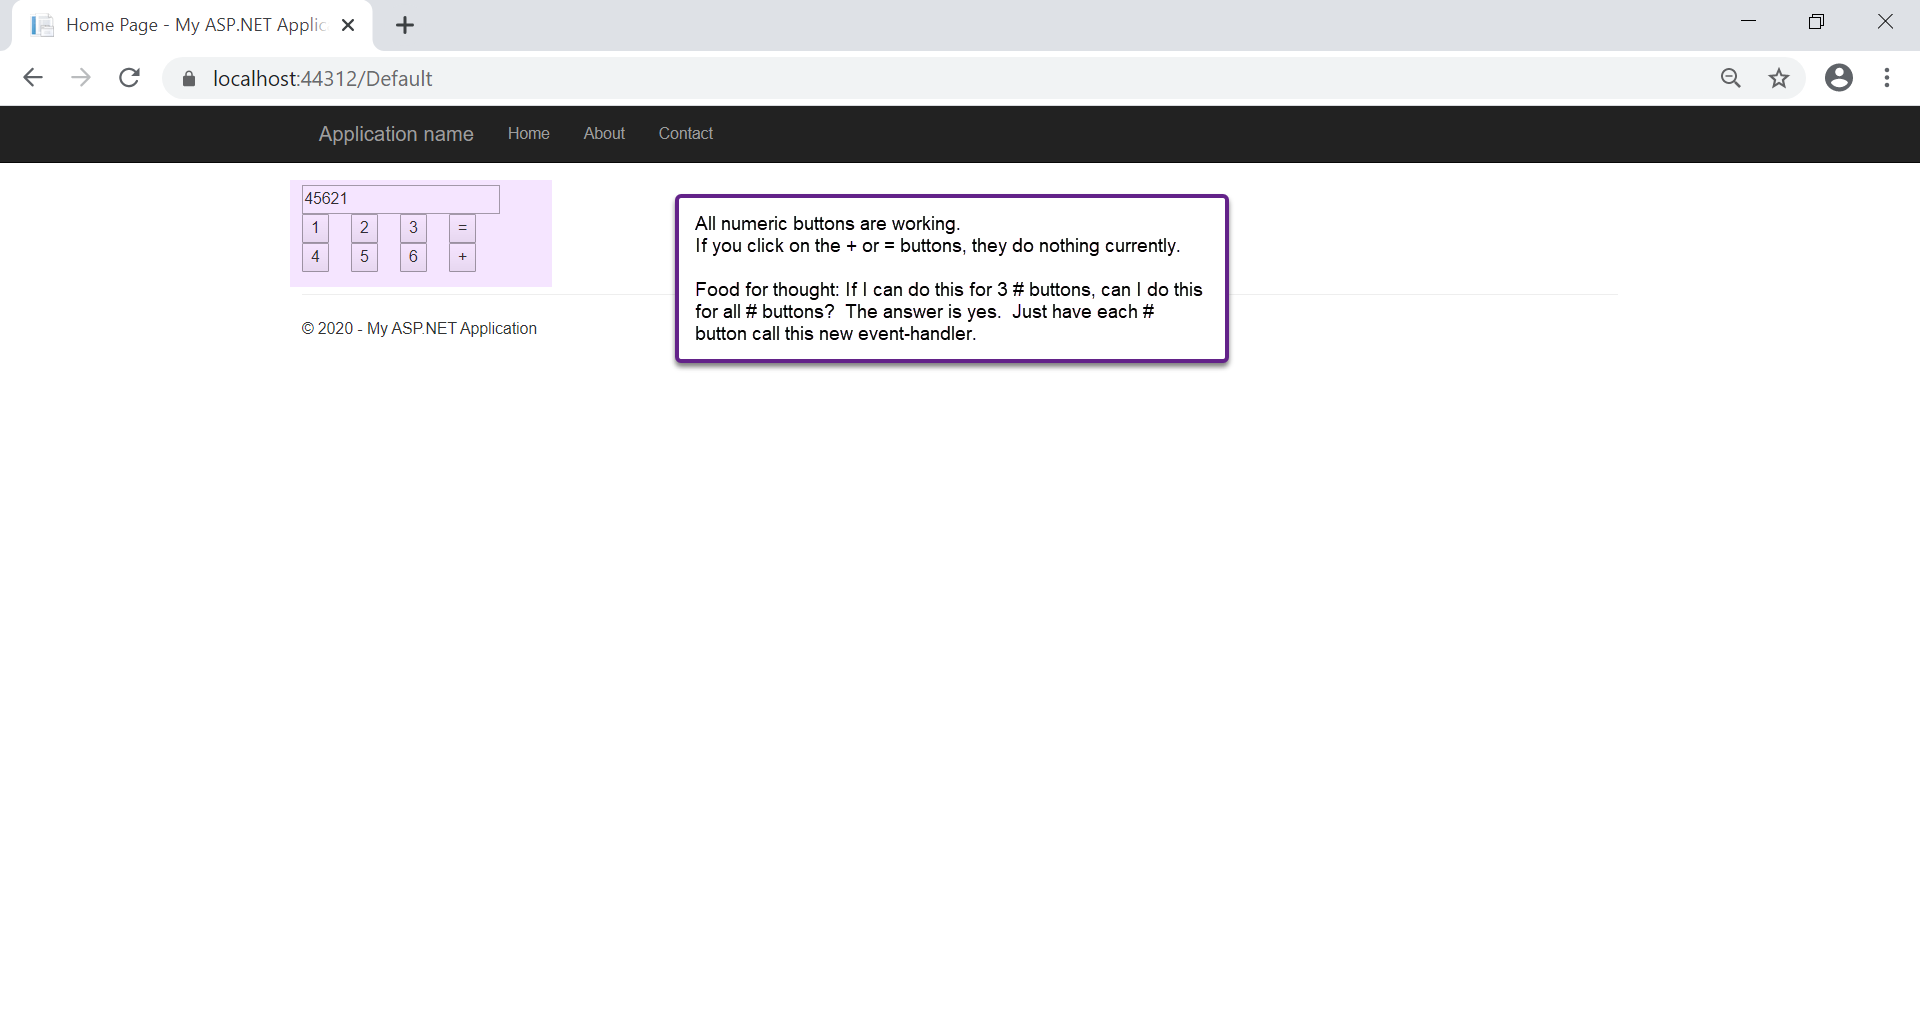 Home Page - My ASP.NET Applic
localhost:44312/Default
Application name Home About Contact
45621
1 2 3 =
4 5 6 +
All numeric buttons are working.
If you click on the + or = buttons, they do nothing currently.
Food for thought: If I can do this for 3 # buttons, can I do this
for all # buttons?  The answer is yes.  Just have each #
button call this new event-handler.
© 2020 - My ASP.NET Application